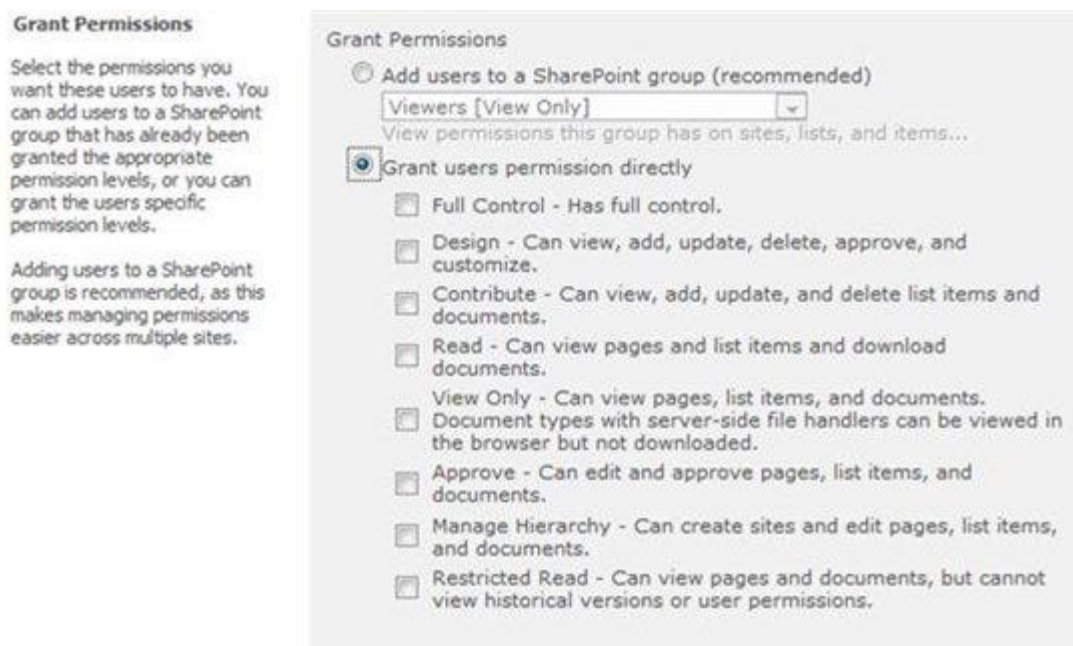 Grant Permissions
Select the permissions you
want these users to have. You
can add users to a SharePoint
group that has already been
granted the appropriate
permission levels, or you can
grant the users specific
permission levels.
Adding users to a SharePoint
group is recommended, as this
makes managing permissions
easier across multiple sites.
Grant Permissions
Add users to a SharePoint group (recommended)
Viewers [View Only]
View permissions this group has on sites, lists, and items...
Grant users permission directly
Full Control - Has full control.
Design - Can view, add, update, delete, approve, and
customize.
Contribute - Can view, add, update, and delete list items and
documents.
Read - Can view pages and list items and download
documents.
View Only - Can view pages, list items, and documents.
Document types with server-side file handlers can be viewed in
the browser but not downloaded.
Approve - Can edit and approve pages, list items, and
documents.
Manage Hierarchy - Can create sites and edit pages, list items,
and documents.
Restricted Read - Can view pages and documents, but cannot
view historical versions or user permissions.